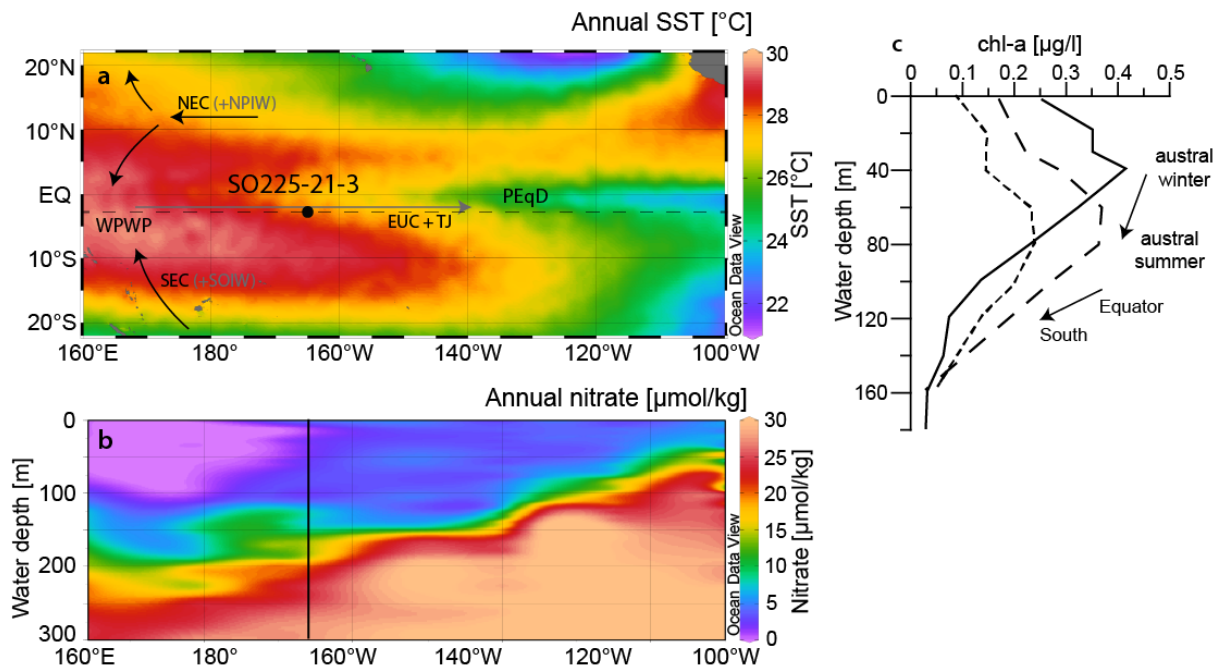 Annual SST [°C]
a
20°N
10°N
EQ
10°S
20°S
NEC (+NPIW)
SO225-21-3
PEqD
WPWP
EUC + TJ
SEC (+SOIW)
160°E
180°
160°W
140°W
120°W
100°W
Ocean Data View
SST [°C]
30
28
26
24
22
Annual nitrate [µmol/kg]
b
Water depth [m]
0
100
200
300
160°E
180°
160°W
140°W
120°W
100°W
Ocean Data View
Nitrate [µmol/kg]
30
25
20
15
10
5
0
c
chl-a [µg/l]
0
0.1
0.2
0.3
0.4
0.5
Water depth [m]
0
40
80
120
160
austral
winter
austral
summer
Equator
South